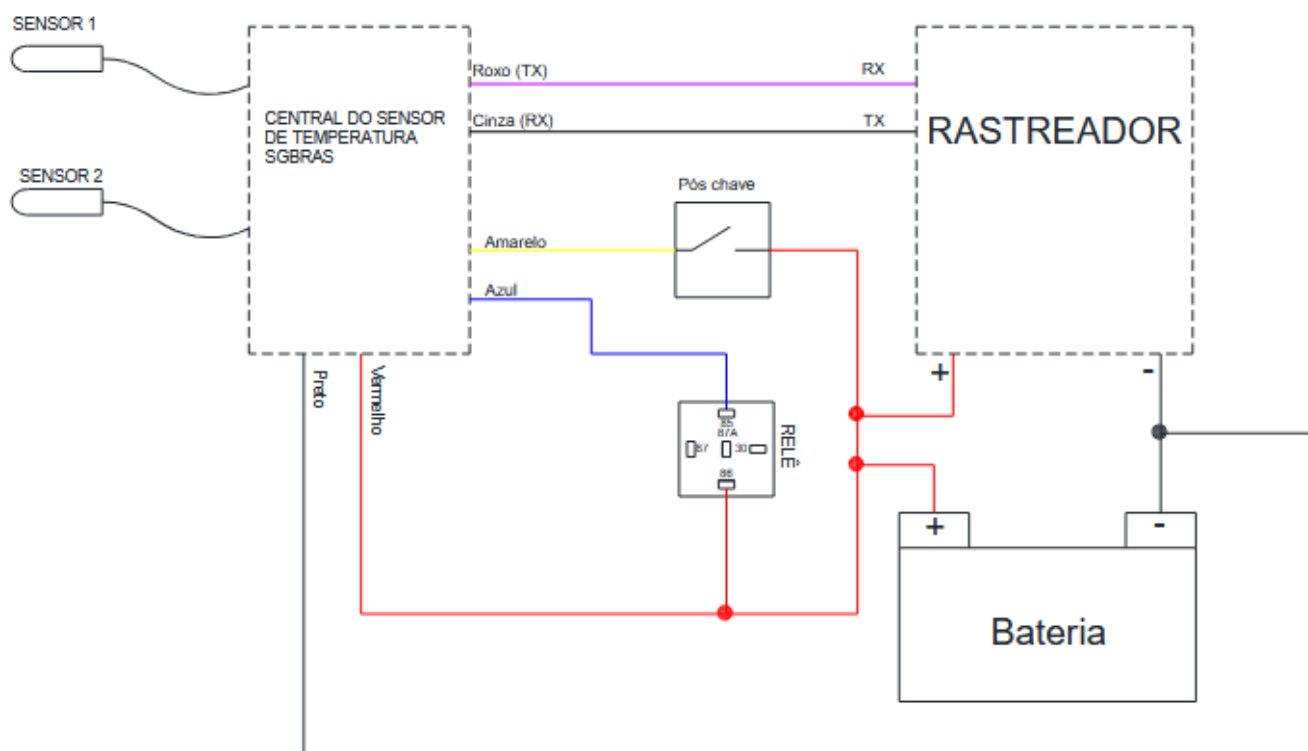 SENSOR 1
Roxo (TX)
RX
CENTRAL DO SENSOR
DE TEMPERATURA
SGBRAS
Cinza (RX)
TX
RASTREADOR
SENSOR 2
Pós chave
Amarelo
Azul
Preto
Vermelho
+
-
85
87A
87
30
86
RELÊ
+
-
Bateria